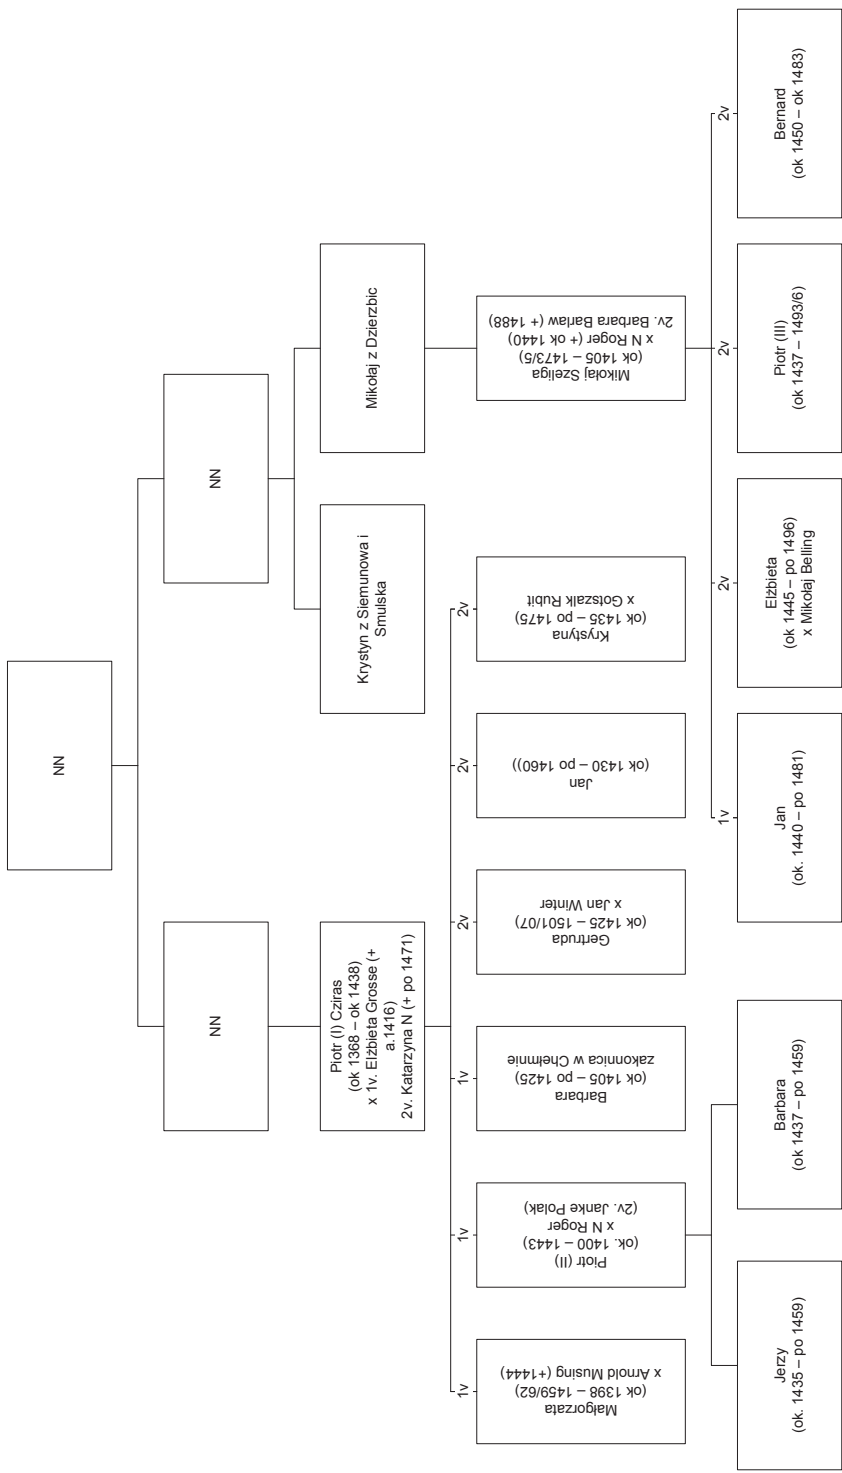 NN
NN
NN
Piotr (I) Cziras
(ok 1368 – ok 1438)
x 1v. Elżbieta Grosse (+
a.1416)
2v. Katarzyna N (+ po 1471)
Krystyn z Siemunowa i
Smulska
Mikołaj z Dzierzbic
1v
1v
1v
2v
2v
2v
Małgorzata
(ok 1398 – 1459/62)
x Arnold Musing (+1444)
Piotr (II)
(ok. 1400 – 1443)
x N Roger
(2v. Janke Polak)
Barbara
(ok 1405 – po 1425)
zakonnica w Chełmnie
Gertruda
(ok 1425 – 1501/07)
x Jan Winter
Jan
(ok 1430 – po 1460))
Krystyna
(ok 1435 – po 1475)
x Gotszalk Rubit
Mikołaj Szeliga
(ok 1405 – 1473/5)
x N Roger (+ ok 1440)
2v. Barbara Barław (+ 1488)
1v
2v
2v
2v
Jerzy
(ok. 1435 – po 1459)
Barbara
(ok 1437 – po 1459)
Jan
(ok. 1440 – po 1481)
Elżbieta
(ok 1445 – po 1496)
x Mikołaj Belling
Piotr (III)
(ok 1437 – 1493/6)
Bernard
(ok 1450 – ok 1483)